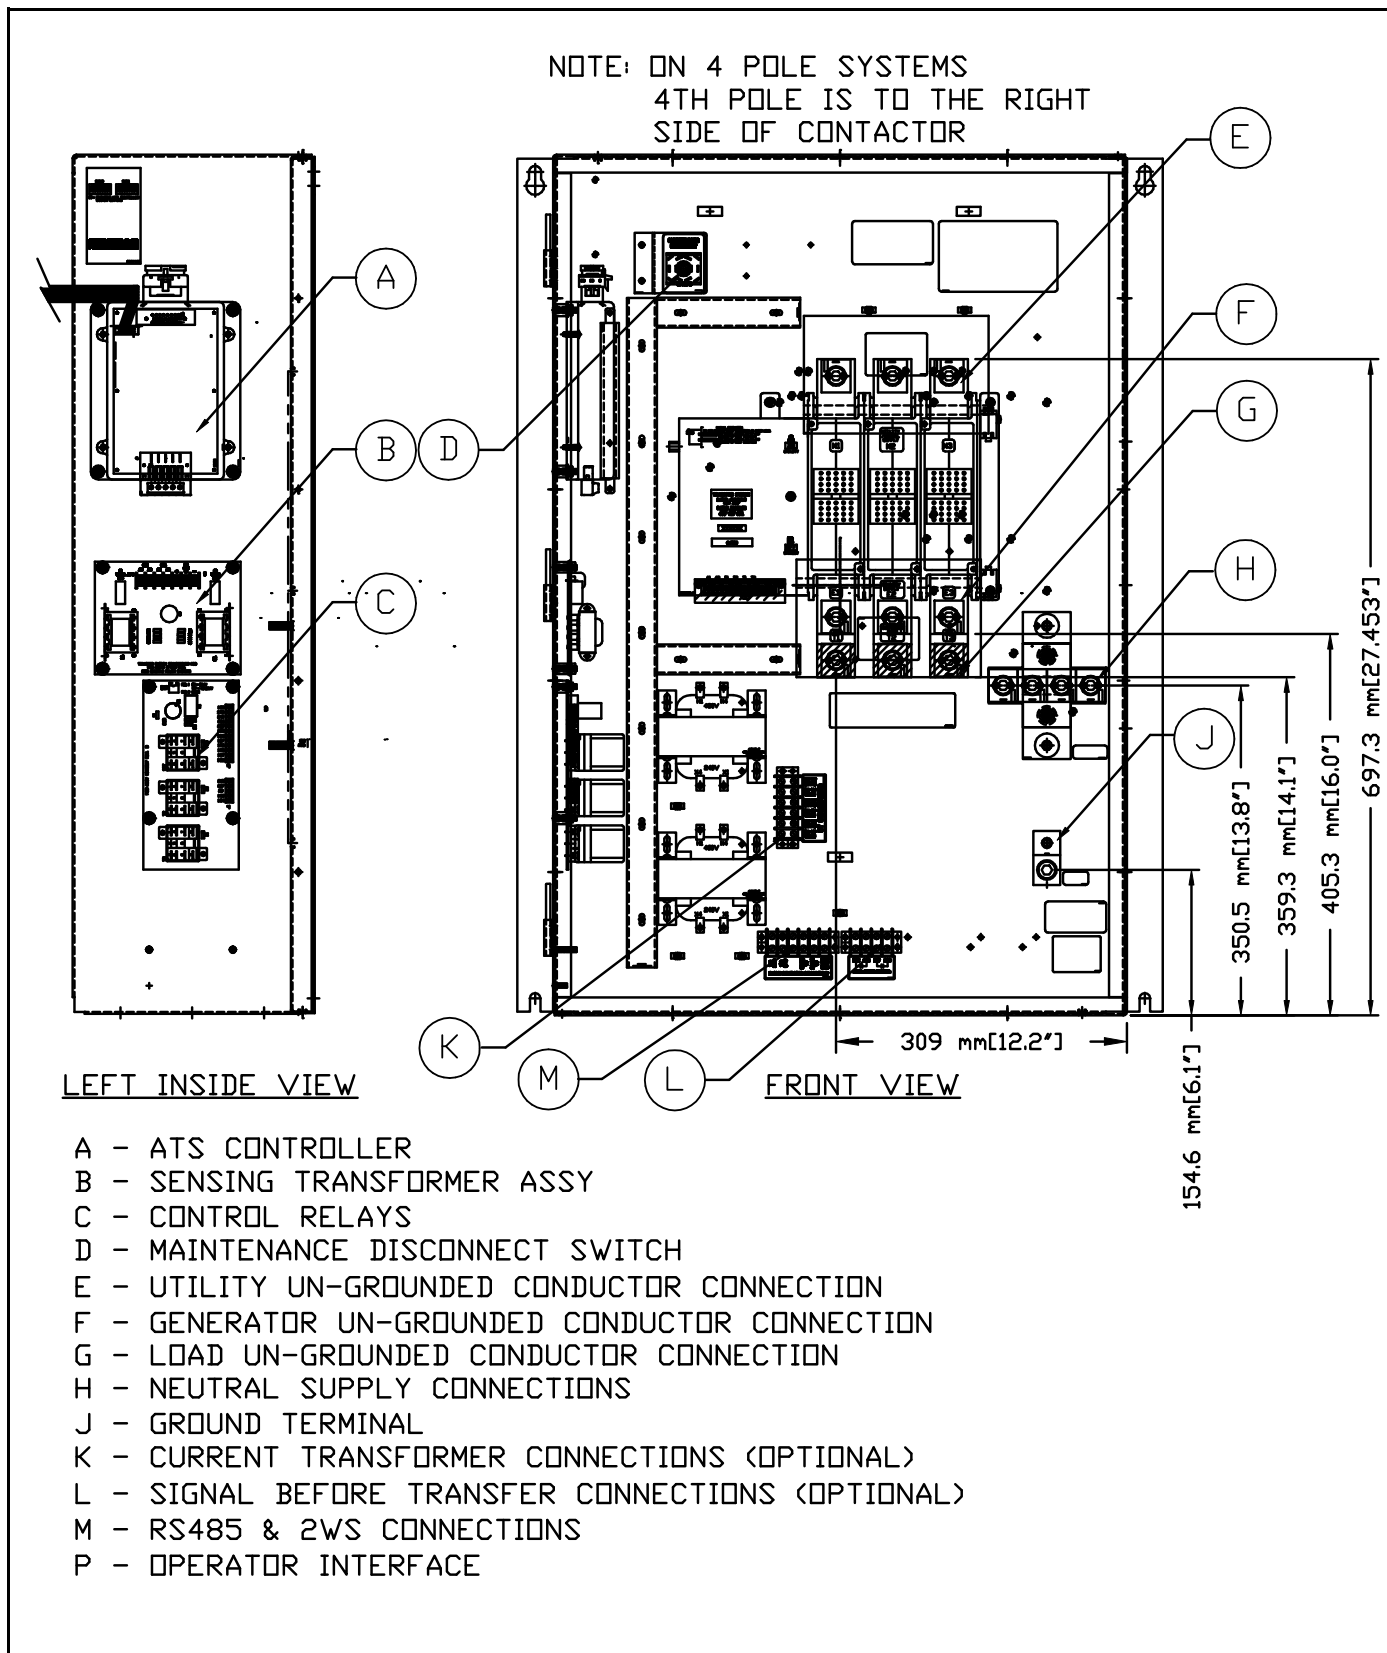 NOTE: ON 4 POLE SYSTEMS
4TH POLE IS TO THE RIGHT
SIDE OF CONTACTOR
E
A
F
G
B
D
H
C
J
697.3 mm[27.453"]
405.3 mm[16.0"]
359.3 mm[14.1"]
350.5 mm[13.8"]
154.6 mm[6.1"]
309 mm[12.2"]
K
M
L
LEFT INSIDE VIEW
FRONT VIEW
A - ATS CONTROLLER
B - SENSING TRANSFORMER ASSY
C - CONTROL RELAYS
D - MAINTENANCE DISCONNECT SWITCH
E - UTILITY UN-GROUNDED CONDUCTOR CONNECTION
F - GENERATOR UN-GROUNDED CONDUCTOR CONNECTION
G - LOAD UN-GROUNDED CONDUCTOR CONNECTION
H - NEUTRAL SUPPLY CONNECTIONS
J - GROUND TERMINAL
K - CURRENT TRANSFORMER CONNECTIONS (OPTIONAL)
L - SIGNAL BEFORE TRANSFER CONNECTIONS (OPTIONAL)
M - RS485 & 2WS CONNECTIONS
P - OPERATOR INTERFACE